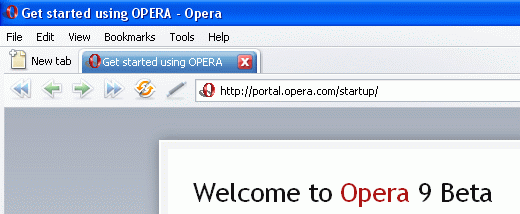 Get started using OPERA - Opera
File Edit View Bookmarks Tools Help
New tab Get started using OPERA
http://portal.opera.com/startup/
Welcome to Opera 9 Beta